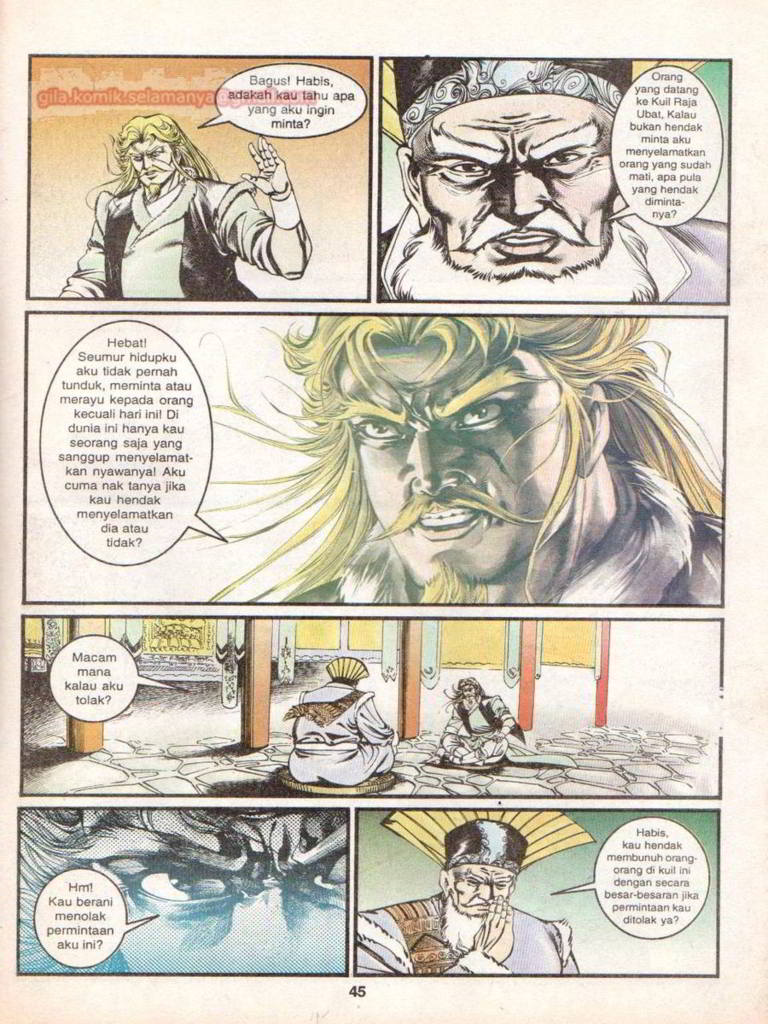 gila.komik.selamanya
Bagus! Habis,
adakah kau tahu apa
yang aku ingin
minta?
Orang
yang datang
ke Kuil Raja
Ubat, Kalau
bukan hendak
minta aku
menyelamatkan
orang yang sudah
mati, apa pula
yang hendak
diminta-
nya?
Hebat!
Seumur hidupku
aku tidak pernah
tunduk, meminta atau
merayu kepada orang
kecuali hari ini! Di
dunia ini hanya kau
seorang saja yang
sanggup menyelamat-
kan nyawanya! Aku
cuma nak tanya jika
kau hendak
menyelamatkan
dia atau
tidak?
Macam
mana
kalau aku
tolak?
Hm!
Kau berani
menolak
permintaan
aku ini?
Habis,
kau hendak
membunuh orang-
orang di kuil ini
dengan secara
besar-besaran jika
permintaan kau
ditolak ya?
45